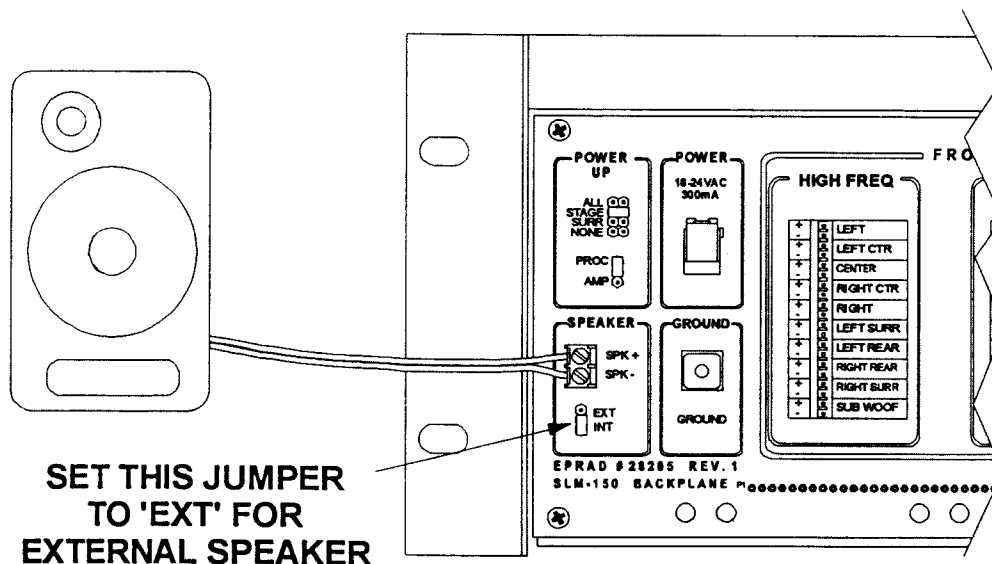 POWER
UP
ALL
STAGE
SURR
NONE
PROC
AMP
POWER
18-24VAC
300mA
SPEAKER
SPK +
SPK -
EXT
INT
GROUND
GROUND
FRO
HIGH FREQ
+ - LEFT
+ - LEFT CTR
+ - CENTER
+ - RIGHT CTR
+ - RIGHT
+ - LEFT SURR
+ - LEFT REAR
+ - RIGHT REAR
+ - RIGHT SURR
+ - SUB WOOF
EPRAD #28285 REV. 1
SLM-150 BACKPLANE P1
SET THIS JUMPER
TO 'EXT' FOR
EXTERNAL SPEAKER